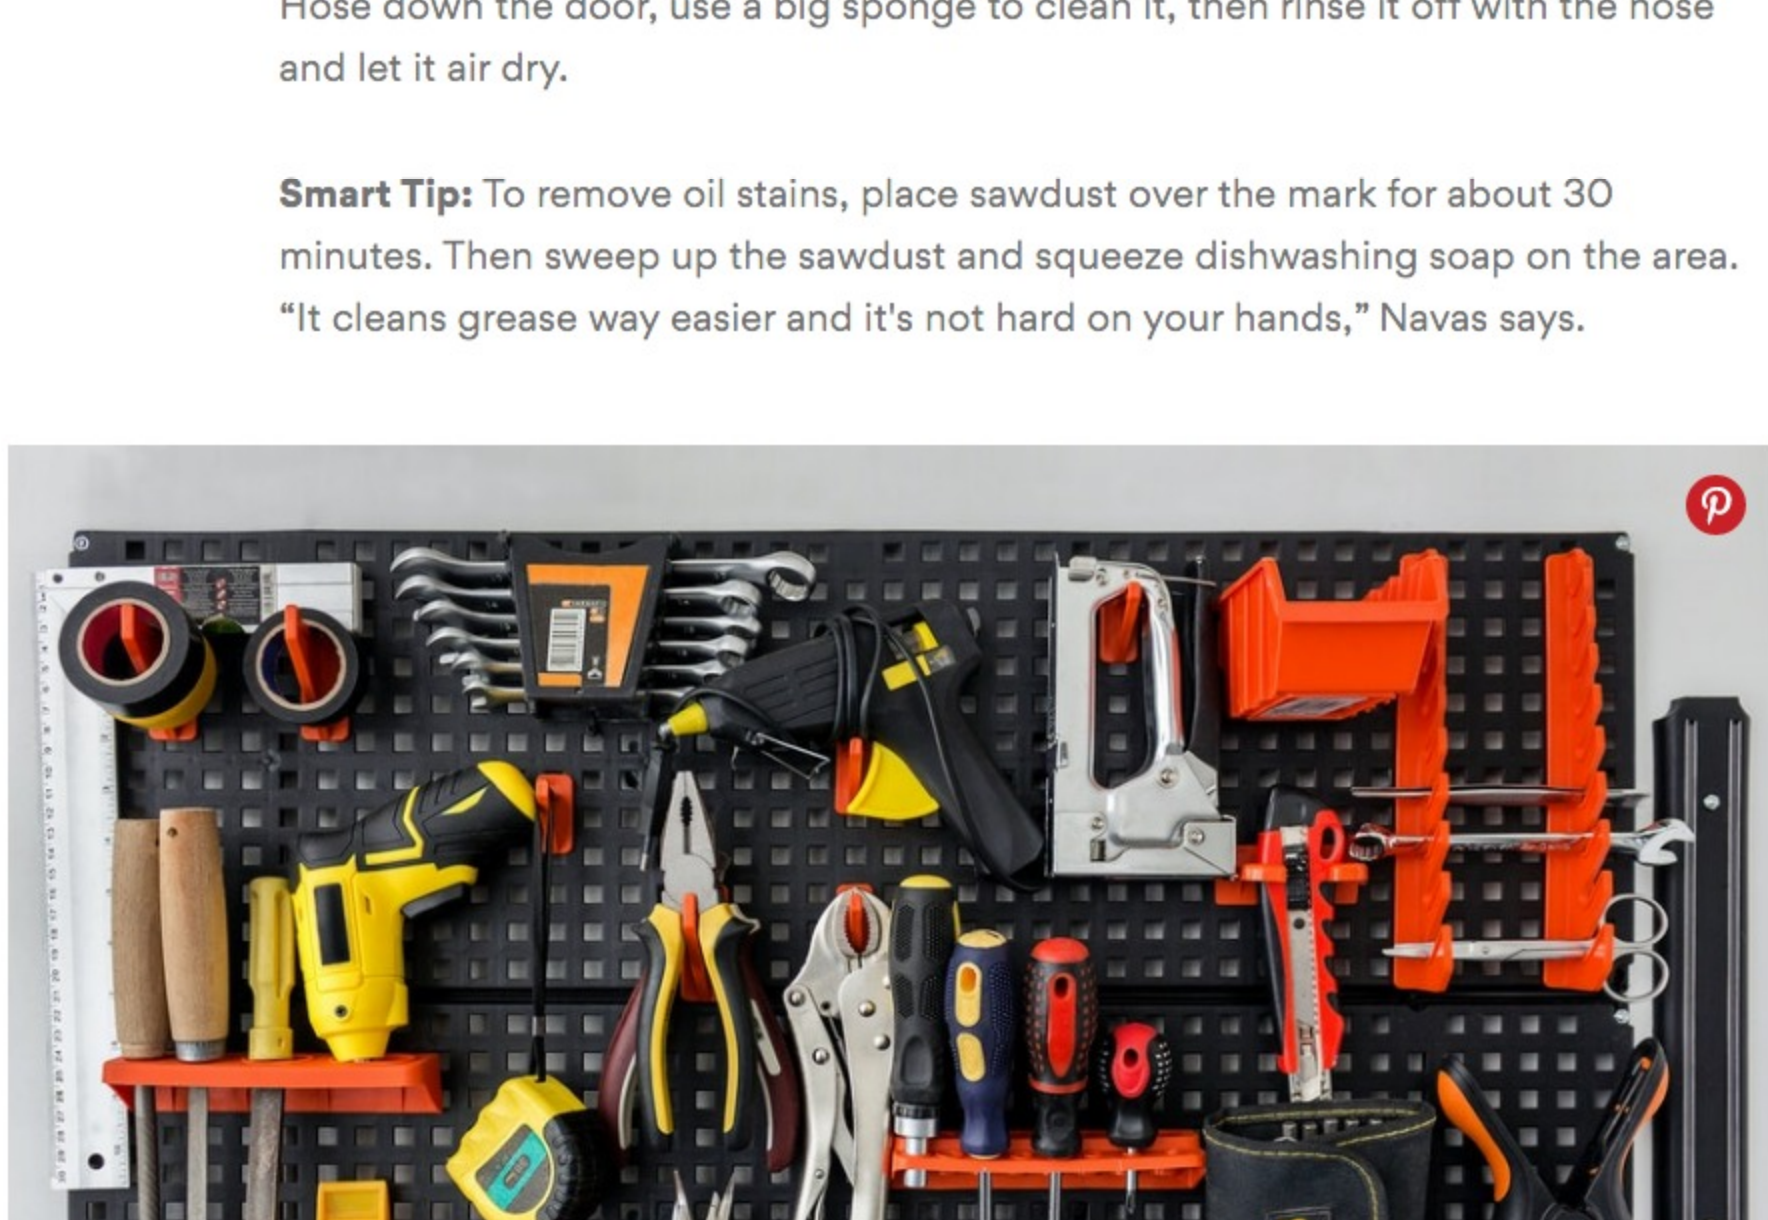 Hose down the door, use a big sponge to clean it, then rinse it off with the hose
and let it air dry.
Smart Tip: To remove oil stains, place sawdust over the mark for about 30
minutes. Then sweep up the sawdust and squeeze dishwashing soap on the area.
“It cleans grease way easier and it's not hard on your hands,” Navas says.